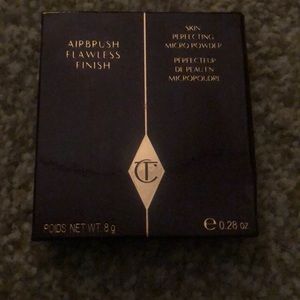 AIRBRUSH
FLAWLESS
FINISH
SKIN
PERFECTING
MICRO POWDER
PERFECTEUR
DE PEAU EN
MICROPOUDRE
CT
POIDS NET WT. 8 g
℮ 0.28 oz.